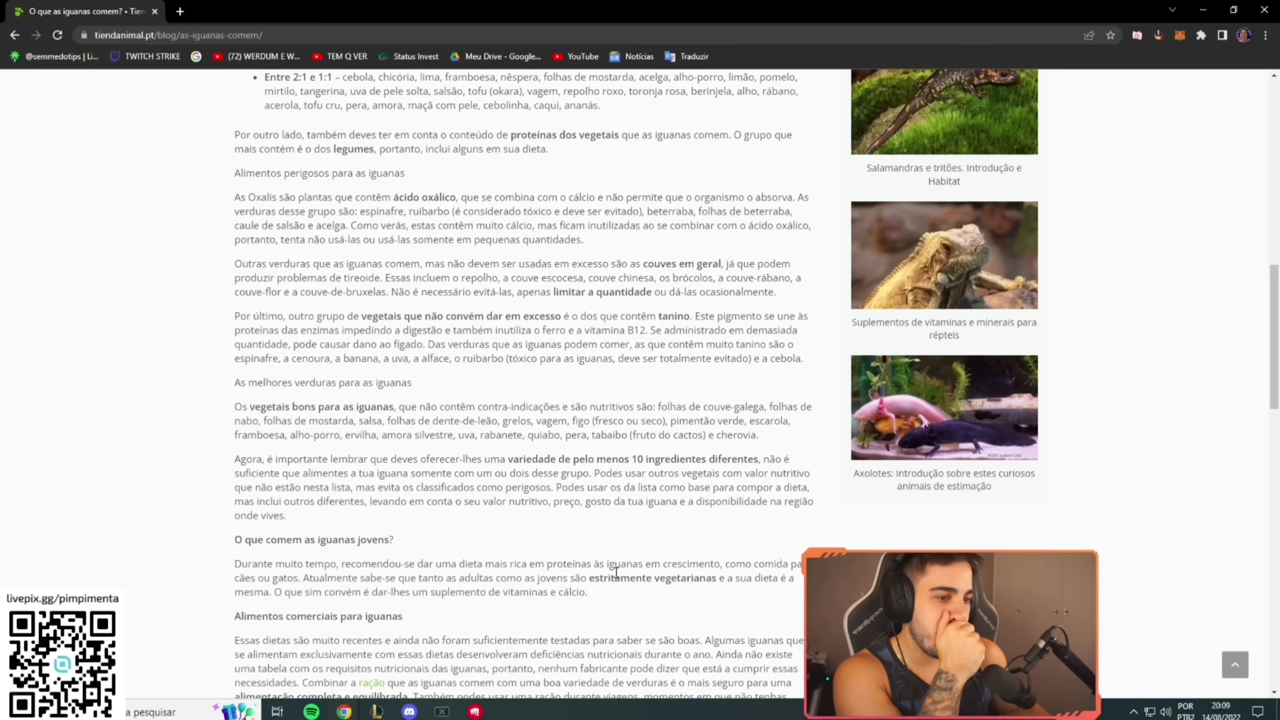 O que as iguanas comem? • Tien
tiendanimal.pt/blog/as-iguanas-comem/
@semmedotips | Li...
TWITCH STRIKE
(72) WERDUM E W...
TEM Q VER
Status Invest
Meu Drive - Google...
YouTube
Notícias
Traduzir
• Entre 2:1 e 1:1 – cebola, chicória, lima, framboesa, nêspera, folhas de mostarda, acelga, alho-porro, limão, pomelo,
mirtilo, tangerina, uva de pele solta, salsão, tofu (okara), vagem, repolho roxo, toronja rosa, berinjela, alho, rábano,
acerola, tofu cru, pera, amora, maçã com pele, cebolinha, caqui, ananás.
Por outro lado, também deves ter em conta o conteúdo de proteínas dos vegetais que as iguanas comem. O grupo que
mais contém é o dos legumes, portanto, inclui alguns em sua dieta.
Alimentos perigosos para as iguanas
As Oxalis são plantas que contêm ácido oxálico, que se combina com o cálcio e não permite que o organismo o absorva. As
verduras desse grupo são: espinafre, ruibarbo (é considerado tóxico e deve ser evitado), beterraba, folhas de beterraba,
caule de salsão e acelga. Como verás, estas contêm muito cálcio, mas ficam inutilizadas ao se combinar com o ácido oxálico,
portanto, tenta não usá-las ou usá-las somente em pequenas quantidades.
Outras verduras que as iguanas comem, mas não devem ser usadas em excesso são as couves em geral, já que podem
produzir problemas de tireoide. Essas incluem o repolho, a couve escocesa, couve chinesa, os brócolos, a couve-rábano, a
couve-flor e a couve-de-bruxelas. Não é necessário evitá-las, apenas limitar a quantidade ou dá-las ocasionalmente.
Por último, outro grupo de vegetais que não convém dar em excesso é o dos que contêm tanino. Este pigmento se une às
proteínas das enzimas impedindo a digestão e também inutiliza o ferro e a vitamina B12. Se administrado em demasiada
quantidade, pode causar dano ao fígado. Das verduras que as iguanas podem comer, as que contêm muito tanino são o
espinafre, a cenoura, a banana, a uva, a alface, o ruibarbo (tóxico para as iguanas, deve ser totalmente evitado) e a cebola.
As melhores verduras para as iguanas
Os vegetais bons para as iguanas, que não contêm contra-indicações e são nutritivos são: folhas de couve-galega, folhas de
nabo, folhas de mostarda, salsa, folhas de dente-de-leão, grelos, vagem, figo (fresco ou seco), pimentão verde, escarola,
framboesa, alho-porro, ervilha, amora silvestre, uva, rabanete, quiabo, pera, tabaibo (fruto do cactos) e cherovia.
Agora, é importante lembrar que deves oferecer-lhes uma variedade de pelo menos 10 ingredientes diferentes, não é
suficiente que alimentes a tua iguana somente com um ou dois desse grupo. Podes usar outros vegetais com valor nutritivo
que não estão nesta lista, mas evita os classificados como perigosos. Podes usar os da lista como base para compor a dieta,
mas inclui outros diferentes, levando em conta o seu valor nutritivo, preço, gosto da tua iguana e a disponibilidade na região
onde vives.
O que comem as iguanas jovens?
Durante muito tempo, recomendou-se dar uma dieta mais rica em proteínas às iguanas em crescimento, como comida pa
cães ou gatos. Atualmente sabe-se que tanto as adultas como as jovens são estritamente vegetarianas e a sua dieta é a
mesma. O que sim convém é dar-lhes um suplemento de vitaminas e cálcio.
Alimentos comerciais para iguanas
Essas dietas são muito recentes e ainda não foram suficientemente testadas para saber se são boas. Algumas iguanas que
se alimentam exclusivamente com essas dietas desenvolveram deficiências nutricionais durante o ano. Ainda não existe
uma tabela com os requisitos nutricionais das iguanas, portanto, nenhum fabricante pode dizer que está a cumprir essas
necessidades. Combinar a ração que as iguanas comem com uma boa variedade de verduras é o mais seguro para uma
alimentação completa e equilibrada. Também podes usar uma ração durante viagens, momentos em que não tenhas
Salamandras e tritões. Introdução e
Habitat
Suplementos de vitaminas e minerais para
répteis
Axolotes: Introdução sobre estes curiosos
animais de estimação
livepix.gg/pimpimenta
a pesquisar
POR
PTB2
20:09
14/08/2022